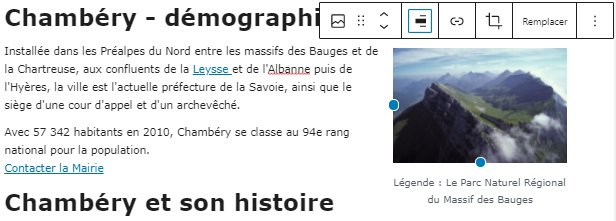 Chambéry - démographi
Remplacer
Installée dans les Préalpes du Nord entre les massifs des Bauges et de
la Chartreuse, aux confluents de la Leysse et de l'Albanne puis de
l'Hyères, la ville est l'actuelle préfecture de la Savoie, ainsi que le
siège d'une cour d'appel et d'un archevêché.
Avec 57 342 habitants en 2010, Chambéry se classe au 94e rang
national pour la population.
Contacter la Mairie
Légende : Le Parc Naturel Régional
du Massif des Bauges
Chambéry et son histoire